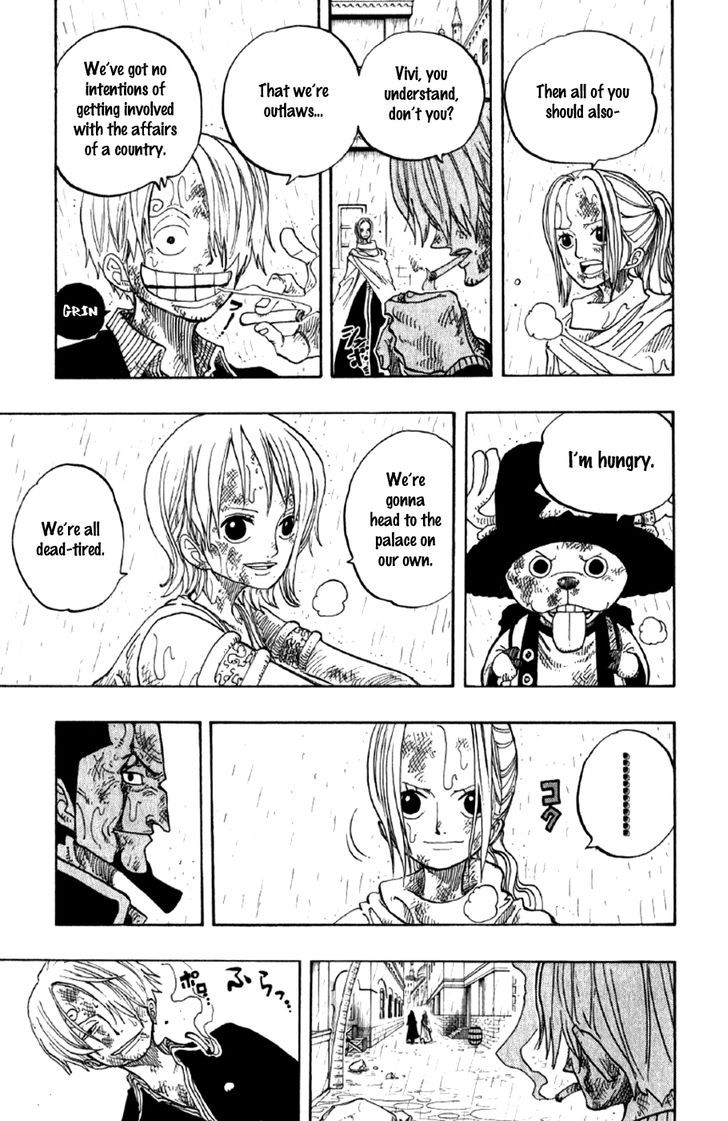 Then all of you
should also-
Vivi, you
understand,
don't you?
That we're
outlaws...
We've got no
intentions of
getting involved
with the affairs
of a country.
GRIN
I'm hungry.
We're
gonna
head to the
palace on
our own.
We're all
dead-tired.
コク
ふらっ…
ポロ…